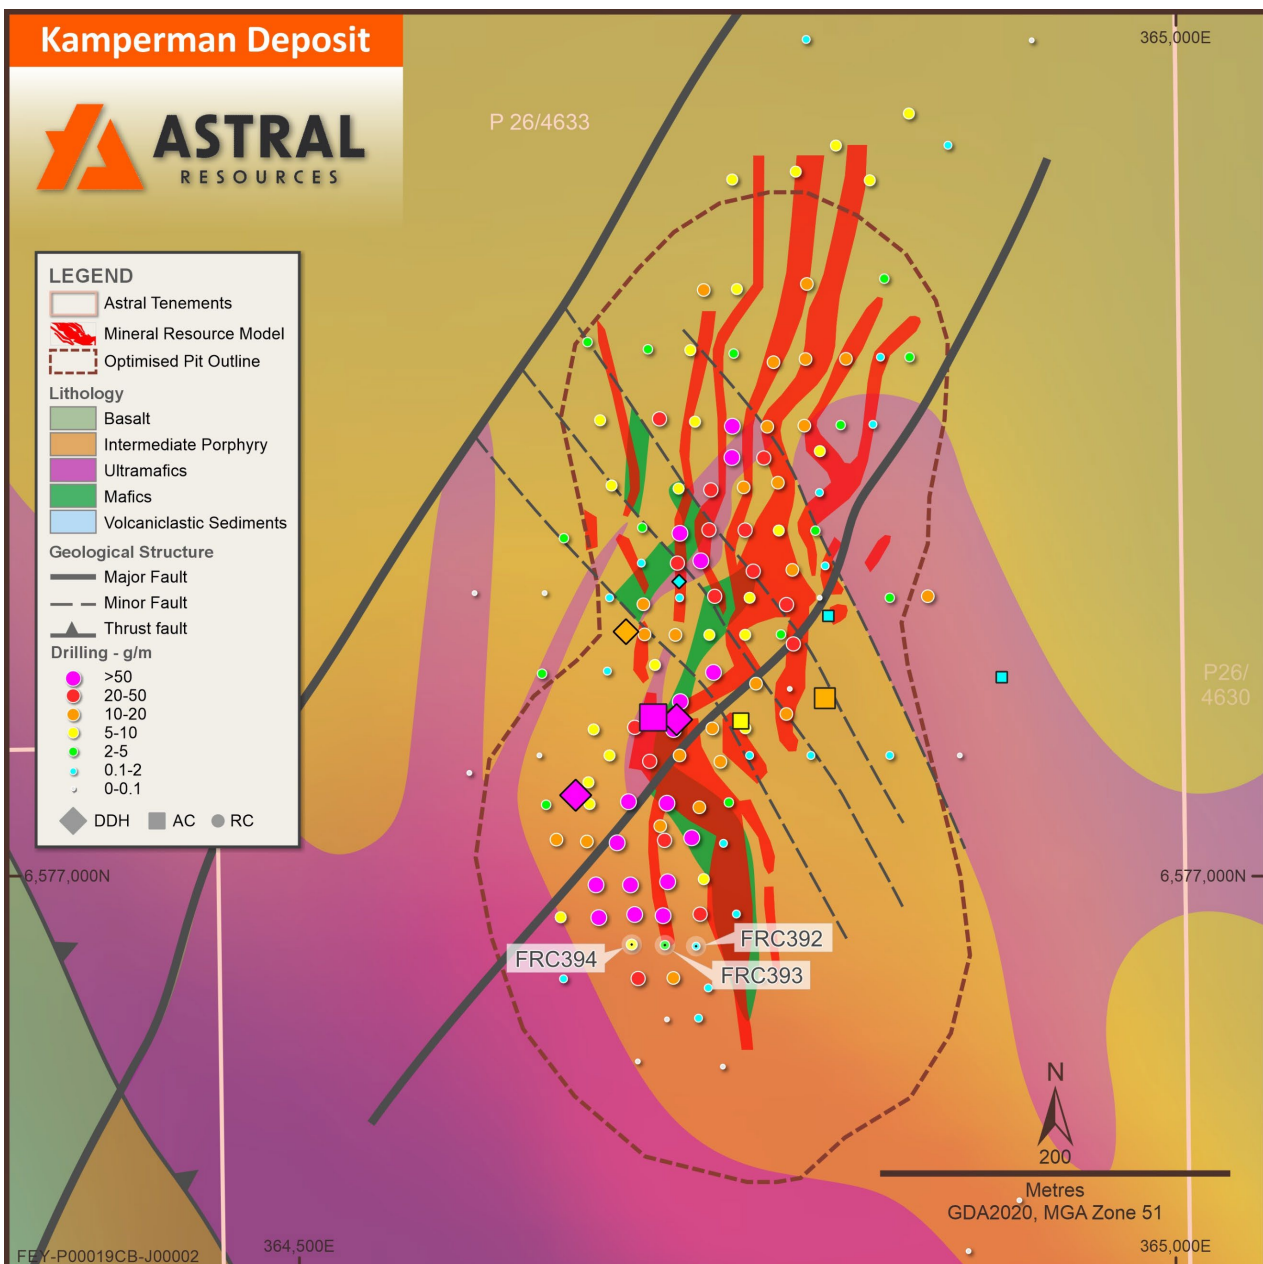 Kamperman Deposit
ASTRAL
RESOURCES
365,000E
P 26/4633
LEGEND
Astral Tenements
Mineral Resource Model
Optimised Pit Outline
Lithology
Basalt
Intermediate Porphyry
Ultramafics
Mafics
Volcaniclastic Sediments
Geological Structure
Major Fault
Minor Fault
Thrust fault
Drilling - g/m
>50
20-50
10-20
5-10
2-5
0.1-2
0-0.1
DDH AC RC
P26/
4630
6,577,000N
6,577,000N
FRC394
FRC392
FRC393
N
200
Metres
GDA2020, MGA Zone 51
FEY-P00019CB-J00002
364,500E
365,000E